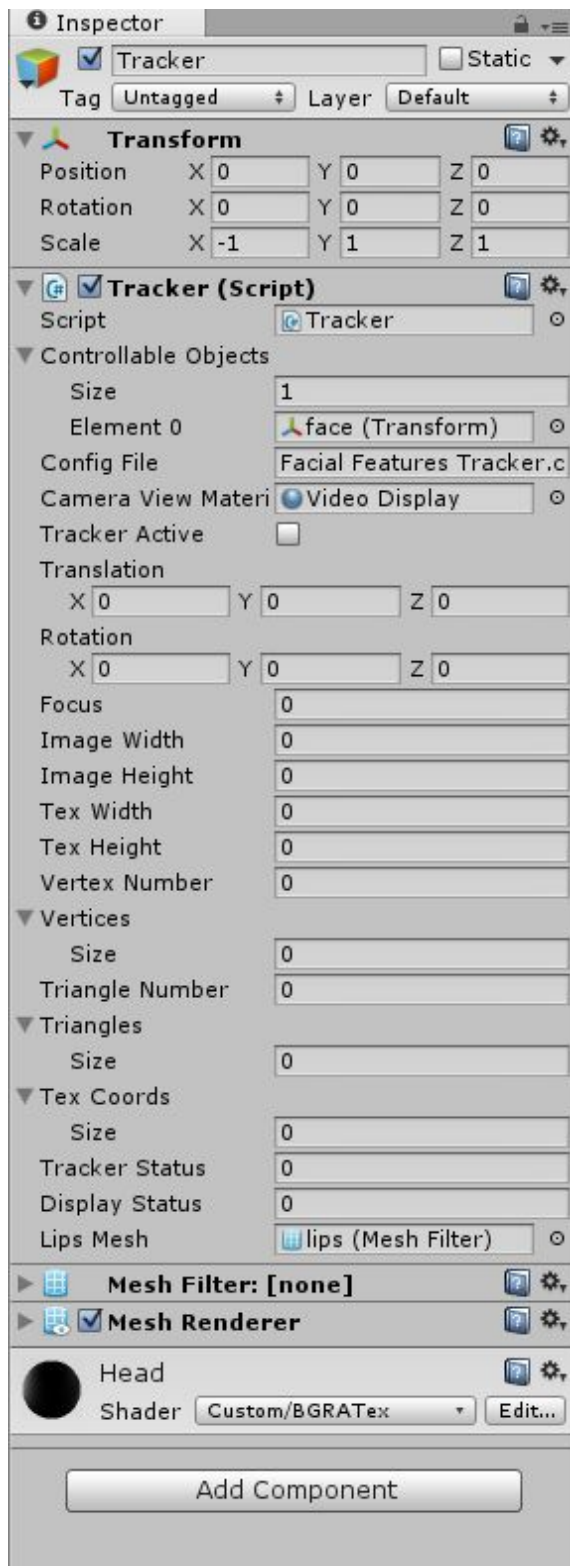 Inspector
Tracker Static
Tag Untagged Layer Default
Transform
Position X 0 Y 0 Z 0
Rotation X 0 Y 0 Z 0
Scale X -1 Y 1 Z 1
Tracker (Script)
Script Tracker
Controllable Objects
Size 1
Element 0 face (Transform)
Config File Facial Features Tracker.c
Camera View Materi Video Display
Tracker Active
Translation
X 0 Y 0 Z 0
Rotation
X 0 Y 0 Z 0
Focus 0
Image Width 0
Image Height 0
Tex Width 0
Tex Height 0
Vertex Number 0
Vertices
Size 0
Triangle Number 0
Triangles
Size 0
Tex Coords
Size 0
Tracker Status 0
Display Status 0
Lips Mesh lips (Mesh Filter)
Mesh Filter: [none]
Mesh Renderer
Head
Shader Custom/BGRATex Edit...
Add Component